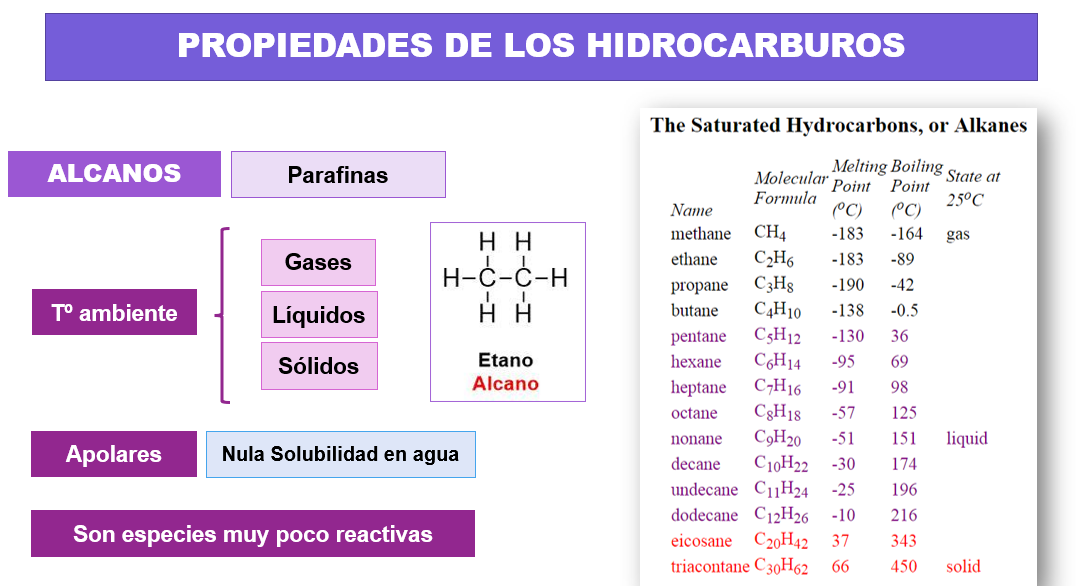 PROPIEDADES DE LOS HIDROCARBUROS
ALCANOS
Parafinas
Tº ambiente
Gases
Líquidos
Sólidos
H H
H-C-C-H
H H
Etano
Alcano
Apolares
Nula Solubilidad en agua
Son especies muy poco reactivas
The Saturated Hydrocarbons, or Alkanes
Name Molecular Formula Melting Point (ºC) Boiling Point (ºC) State at 25ºC
methane CH4 -183 -164 gas
ethane C2H6 -183 -89
propane C3H8 -190 -42
butane C4H10 -138 -0.5
pentane C5H12 -130 36
hexane C6H14 -95 69
heptane C7H16 -91 98
octane C8H18 -57 125
nonane C9H20 -51 151 liquid
decane C10H22 -30 174
undecane C11H24 -25 196
dodecane C12H26 -10 216
eicosane C20H42 37 343
triacontane C30H62 66 450 solid